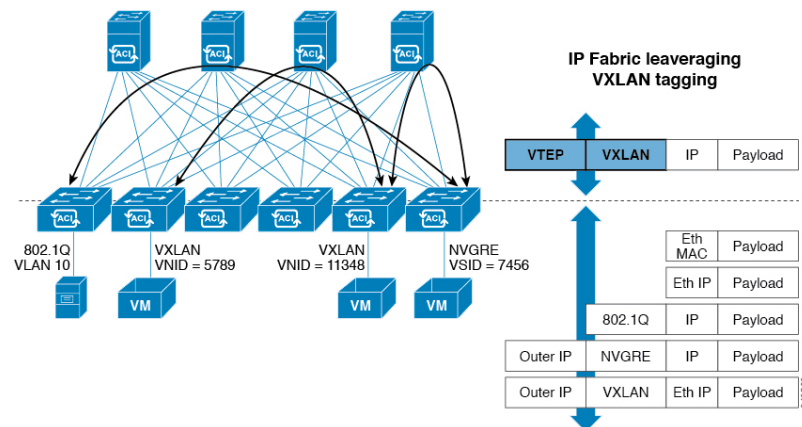 ACI
ACI
ACI
ACI
IP Fabric leaveraging
VXLAN tagging
VTEP VXLAN IP Payload
ACI
ACI
ACI
ACI
ACI
ACI
802.1Q
VLAN 10
VXLAN
VNID = 5789
VXLAN
VNID = 11348
NVGRE
VSID = 7456
VM
VM
VM
Eth
MAC
Payload
Eth IP Payload
802.1Q IP Payload
Outer IP NVGRE IP Payload
Outer IP VXLAN Eth IP Payload